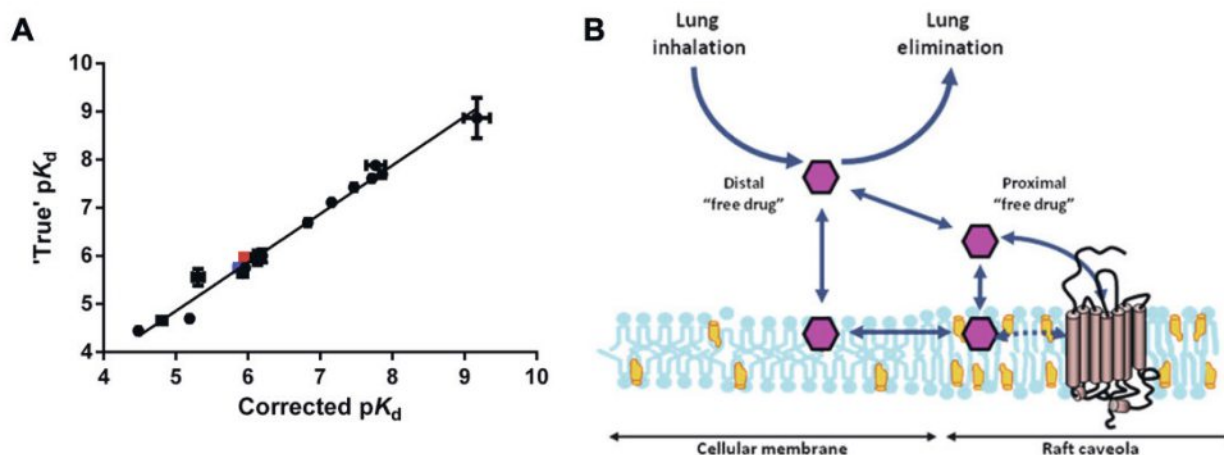 A
'True' pKd
10
9
8
7
6
5
4
4 5 6 7 8 9 10
Corrected pKd
B
Lung
inhalation
Lung
elimination
Distal
"free drug"
Proximal
"free drug"
Cellular membrane
Raft caveola